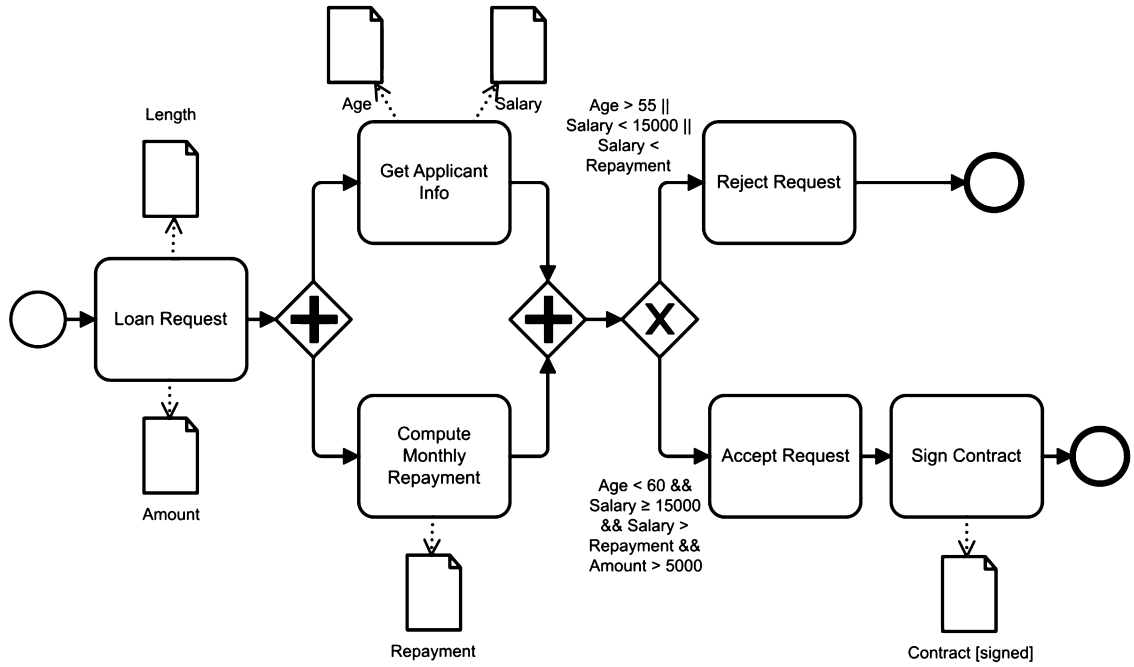 Length
Loan Request
Amount
Age
Salary
Get Applicant
Info
Compute
Monthly
Repayment
Repayment
Age > 55 ||
Salary < 15000 ||
Salary <
Repayment
Reject Request
X
Age < 60 &&
Salary ≥ 15000
&& Salary >
Repayment &&
Amount > 5000
Accept Request
Sign Contract
Contract [signed]